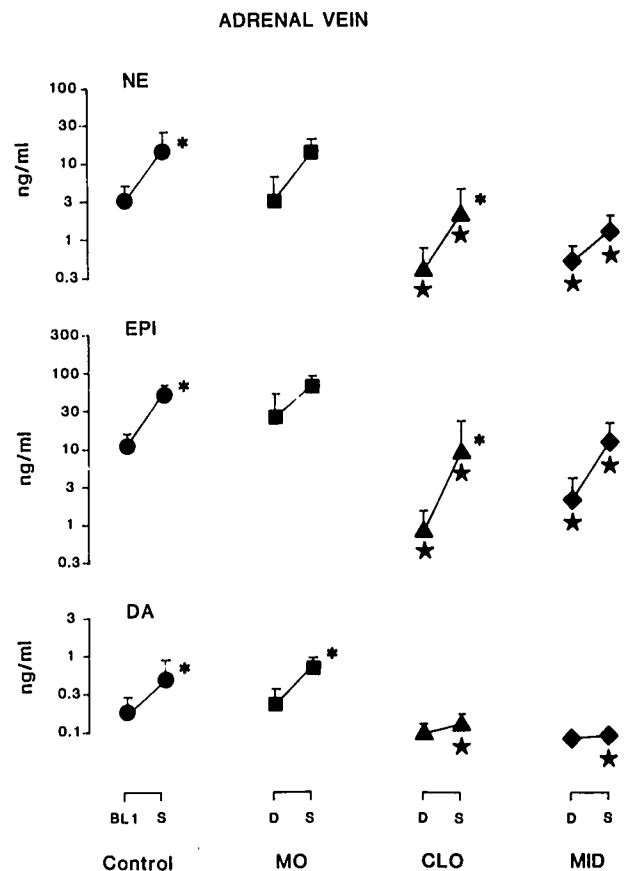 ADRENAL VEIN
NE
100
30
10
3
1
0.3
ng/ml
*
*
EPI
300
100
30
10
3
1
0.3
ng/ml
*
*
DA
3
1
0.3
0.1
ng/ml
*
*
BL1 S D S D S D S
Control MO CLO MID